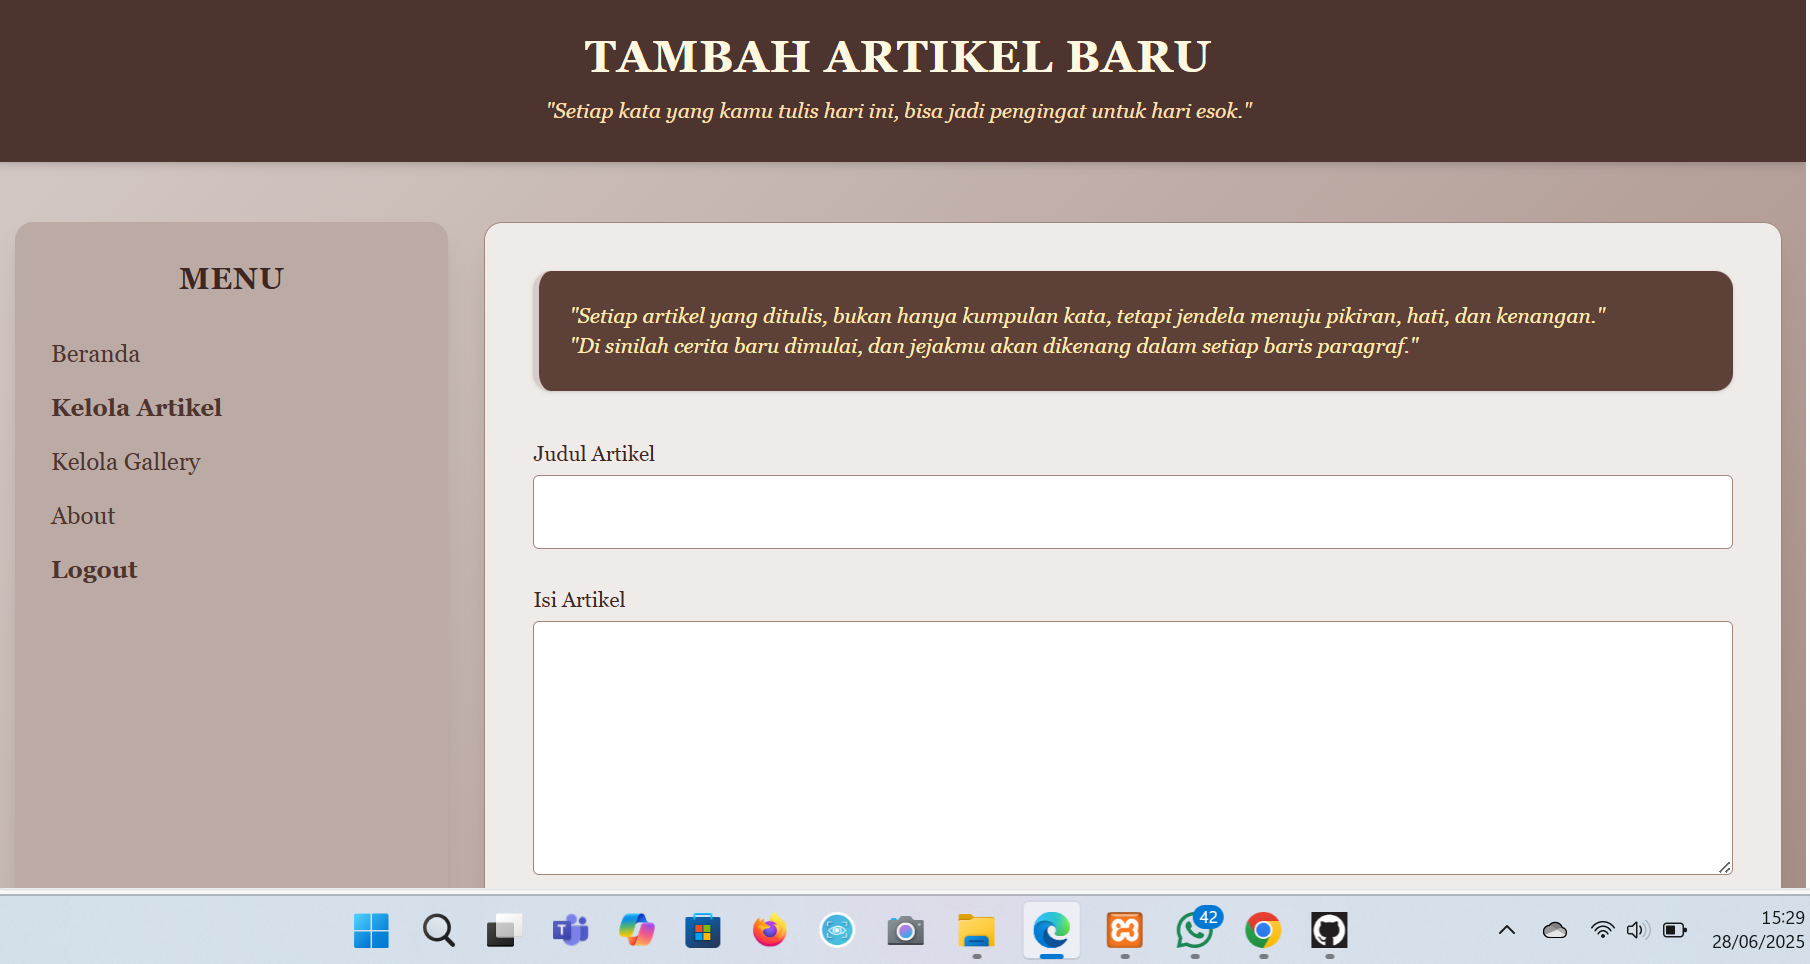 TAMBAH ARTIKEL BARU
"Setiap kata yang kamu tulis hari ini, bisa jadi pengingat untuk hari esok."
MENU
Beranda
Kelola Artikel
Kelola Gallery
About
Logout
"Setiap artikel yang ditulis, bukan hanya kumpulan kata, tetapi jendela menuju pikiran, hati, dan kenangan."
"Di sinilah cerita baru dimulai, dan jejakmu akan dikenang dalam setiap baris paragraf."
Judul Artikel
Isi Artikel
42
15:29
28/06/2025